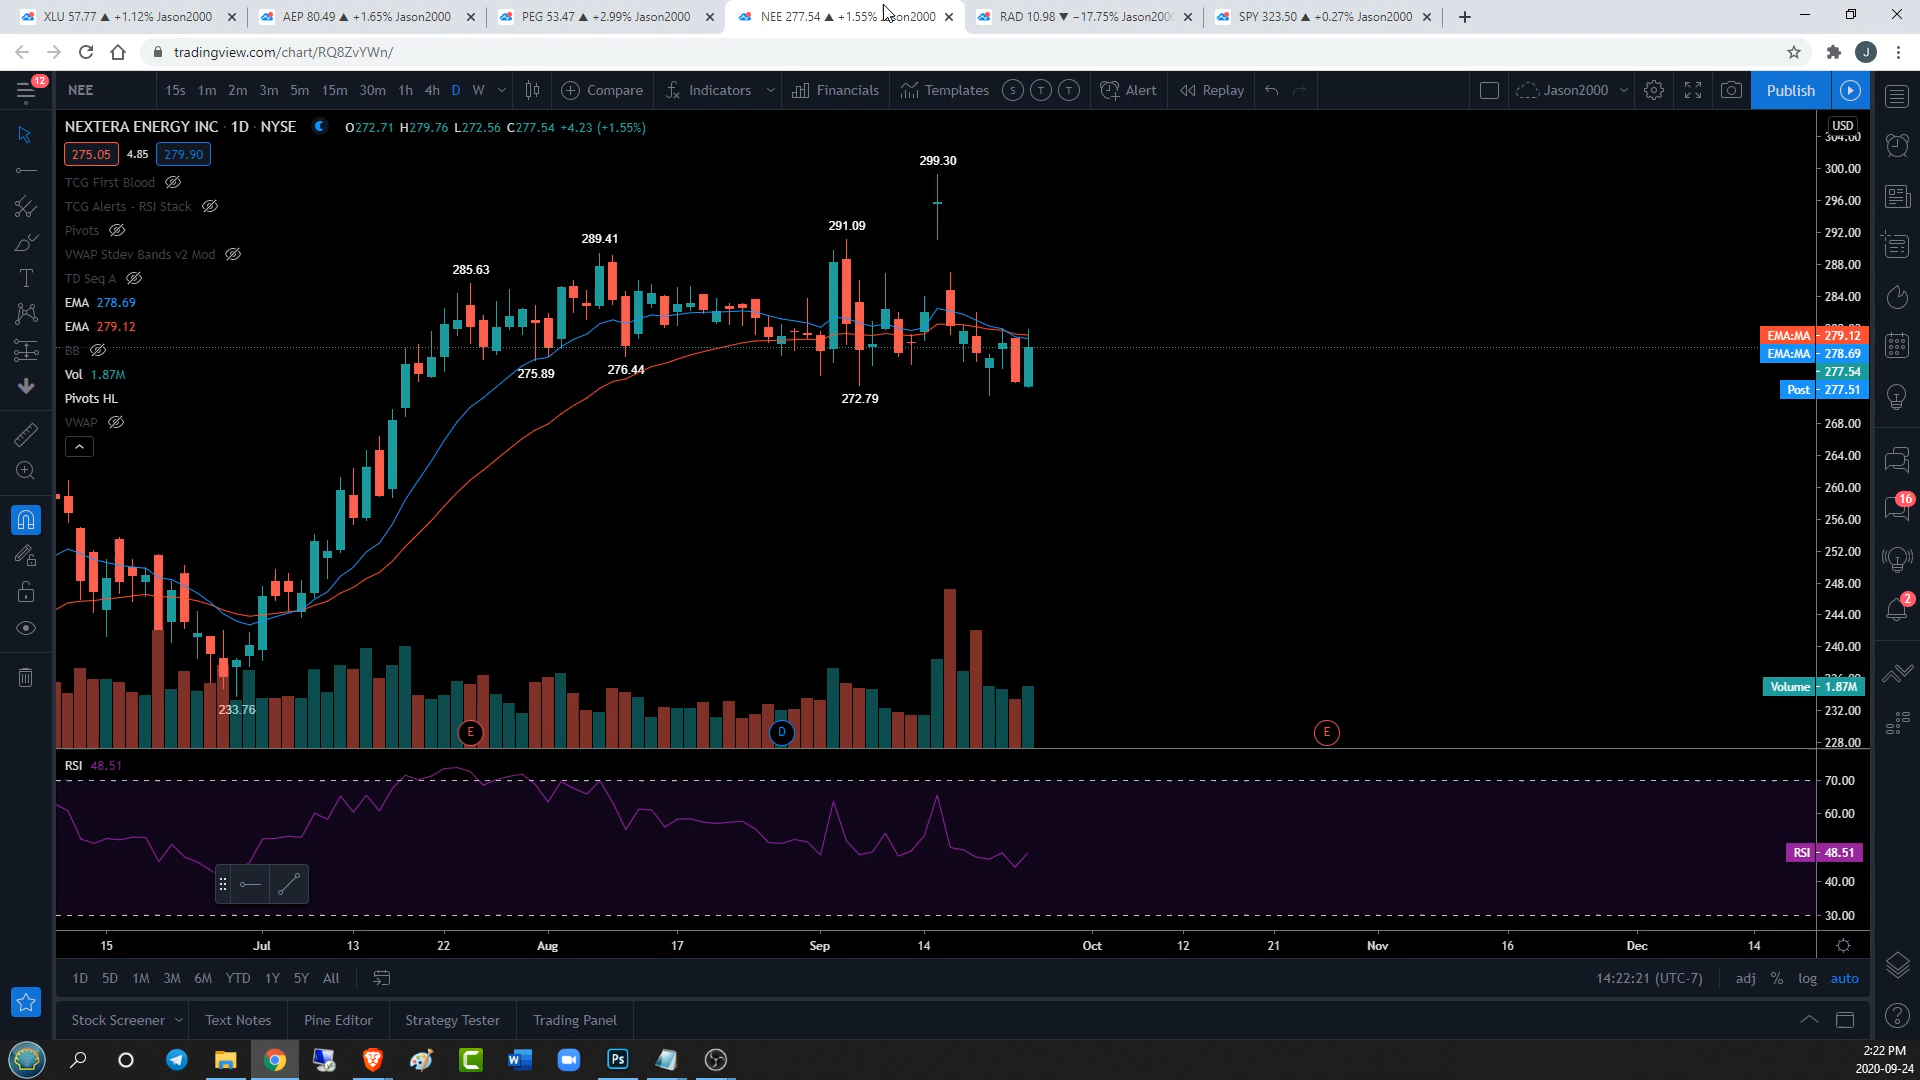 XLU 57.77 ▲ +1.12% Jason2000
AEP 80.49 ▲ +1.65% Jason2000
PEG 53.47 ▲ +2.99% Jason2000
NEE 277.54 ▲ +1.55% Jason2000
RAD 10.98 ▼ −17.75% Jason2000
SPY 323.50 ▲ +0.27% Jason2000
tradingview.com/chart/RQ8ZvYWn/
J
12
NEE
15s 1m 2m 3m 5m 15m 30m 1h 4h D W
Compare
Indicators
Financials
Templates
S T T
Alert
Replay
Jason2000
Publish
NEXTERA ENERGY INC · 1D · NYSE
O272.71 H279.76 L272.56 C277.54 +4.23 (+1.55%)
275.05 4.85 279.90
TCG First Blood
TCG Alerts - RSI Stack
Pivots
VWAP Stdev Bands v2 Mod
TD Seq A
EMA 278.69
EMA 279.12
BB
Vol 1.87M
Pivots HL
VWAP
299.30
291.09
289.41
285.63
275.89
276.44
272.79
233.76
E
D
E
USD
304.00
300.00
296.00
292.00
288.00
284.00
EMA:MA 279.12
EMA:MA 278.69
277.54
Post 277.51
268.00
264.00
260.00
256.00
252.00
248.00
244.00
240.00
Volume 1.87M
232.00
228.00
RSI 48.51
70.00
60.00
RSI 48.51
40.00
30.00
15 Jul 13 22 Aug 17 Sep 14 Oct 12 21 Nov 16 Dec 14
1D 5D 1M 3M 6M YTD 1Y 5Y All
14:22:21 (UTC-7)
adj % log auto
Stock Screener
Text Notes
Pine Editor
Strategy Tester
Trading Panel
16
2
Ps
2:22 PM
2020-09-24